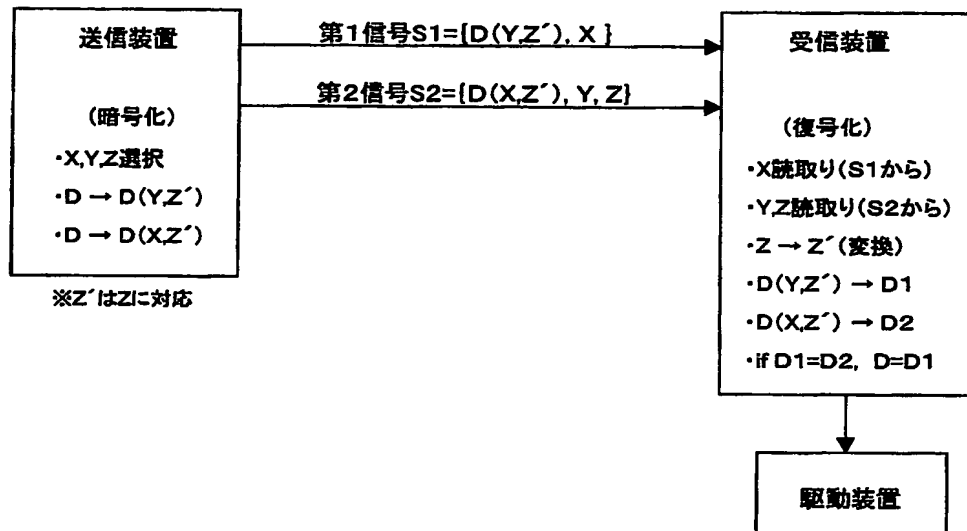 送信装置
(暗号化)
・X,Y,Z選択
・D → D(Y,Z´)
・D → D(X,Z´)
※Z´はZに対応
第1信号S1={D(Y,Z´), X }
第2信号S2={D(X,Z´), Y, Z}
受信装置
(復号化)
・X読取り(S1から)
・Y,Z読取り(S2から)
・Z → Z´(変換)
・D(Y,Z´) → D1
・D(X,Z´) → D2
・if D1=D2, D=D1
駆動装置